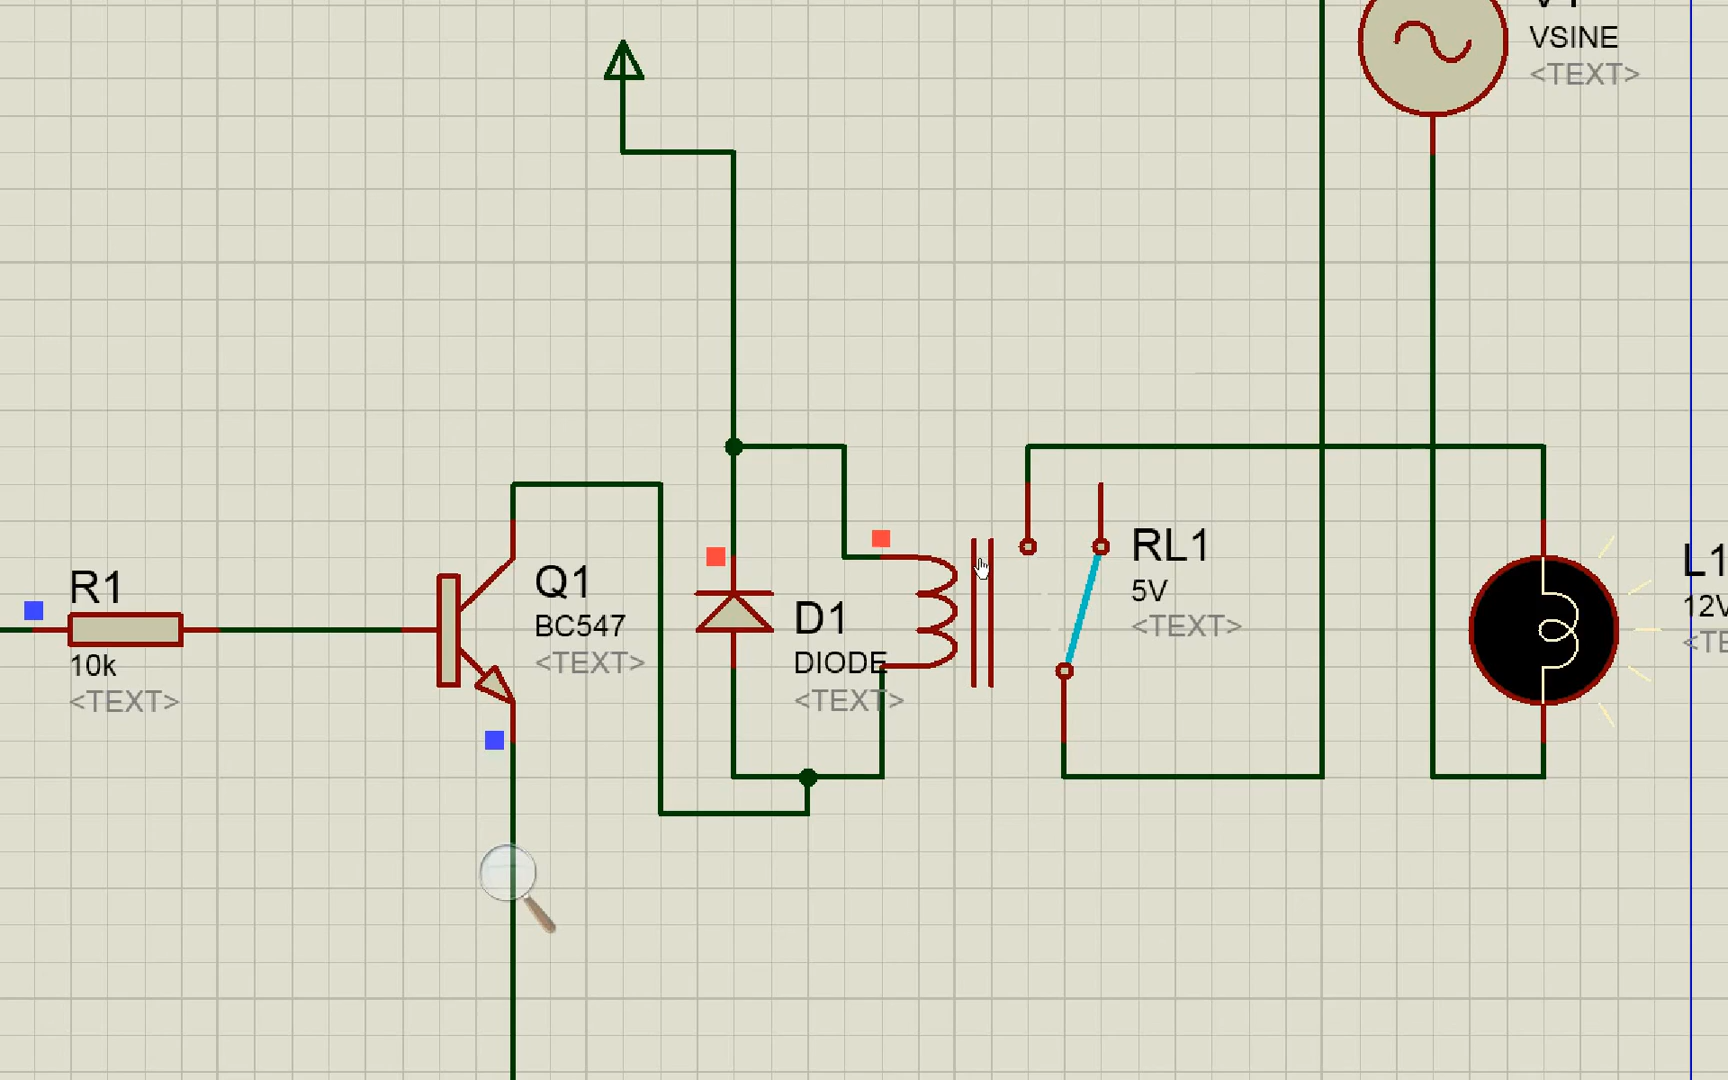 VSINE
<TEXT>
R1
10k
<TEXT>
Q1
BC547
<TEXT>
D1
DIODE
<TEXT>
RL1
5V
<TEXT>
L1
12V